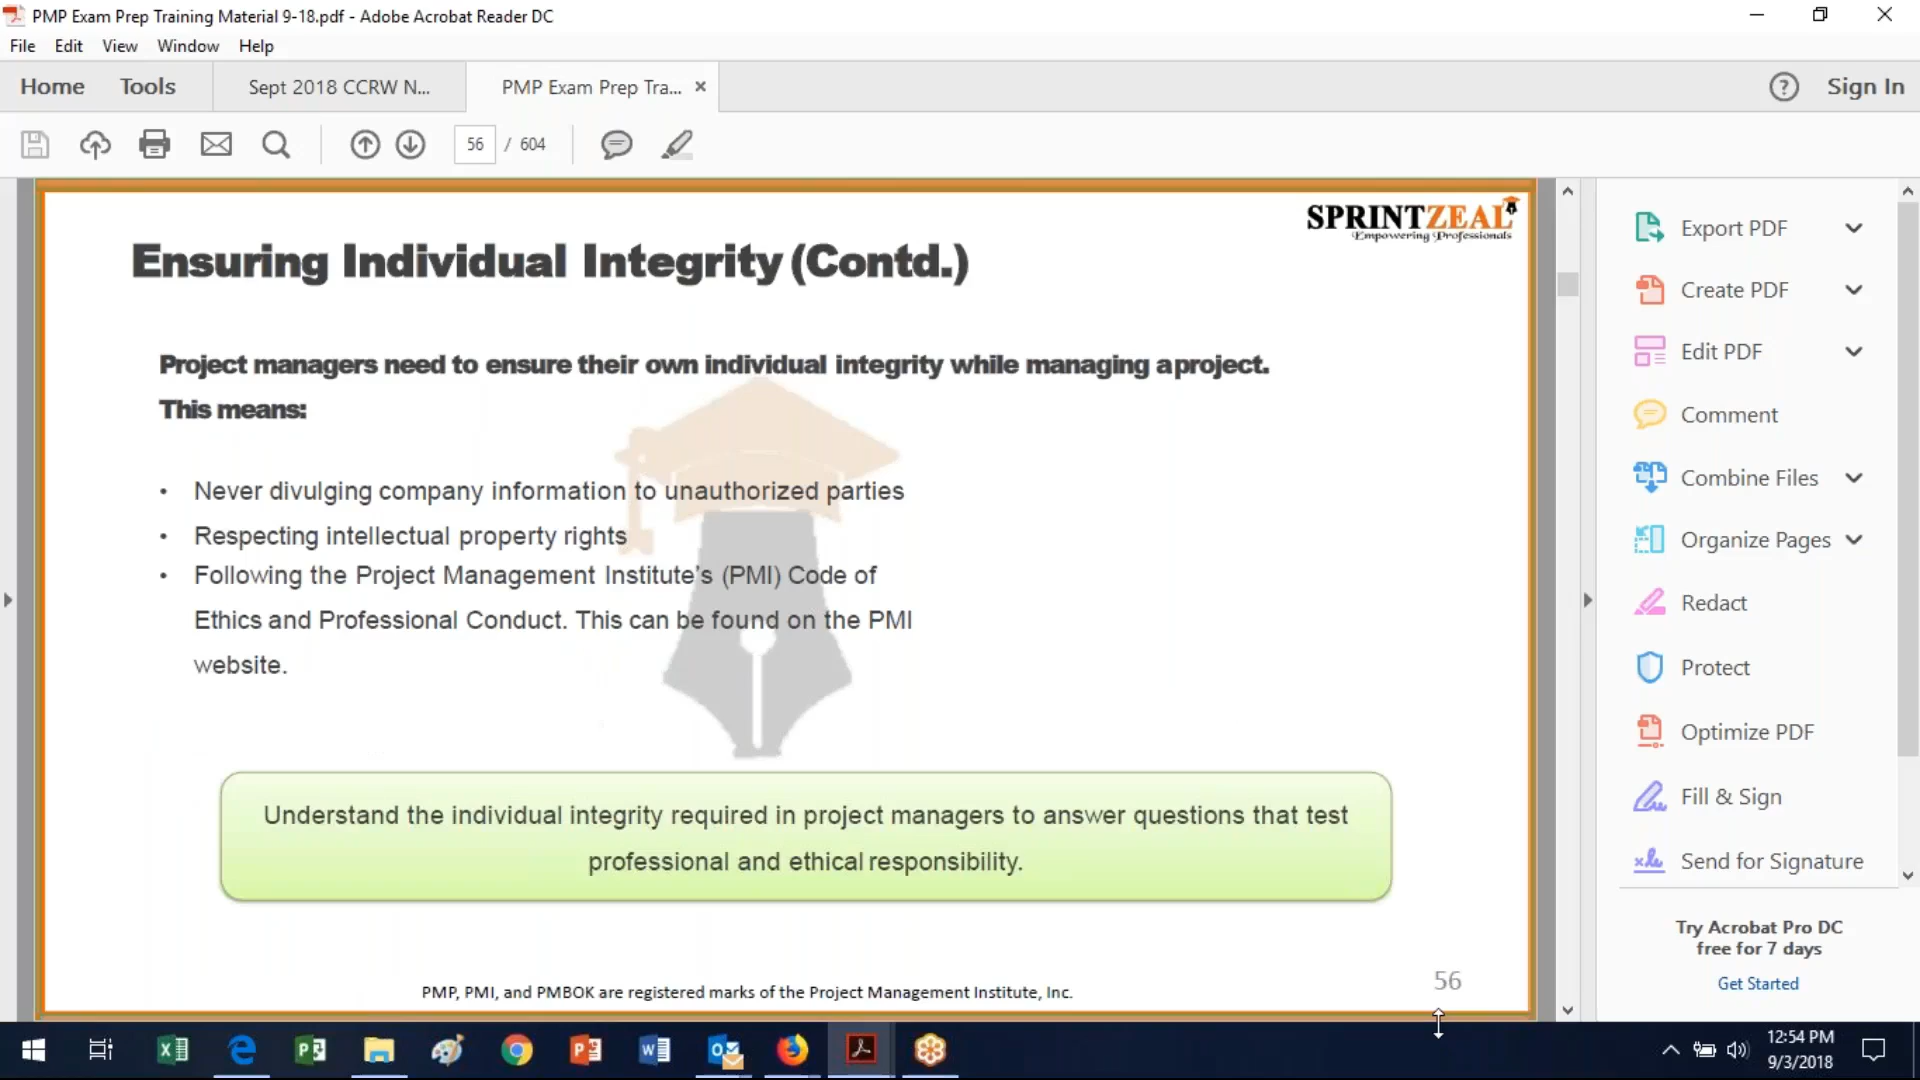 PMP Exam Prep Training Material 9-18.pdf - Adobe Acrobat Reader DC
File Edit View Window Help
Home Tools Sept 2018 CCRW N... PMP Exam Prep Tra... × ? Sign In
56 / 604
SPRINTZEAL
Empowering Professionals
Ensuring Individual Integrity (Contd.)
Project managers need to ensure their own individual integrity while managing a project.
This means:
• Never divulging company information to unauthorized parties
• Respecting intellectual property rights
• Following the Project Management Institute's (PMI) Code of
Ethics and Professional Conduct. This can be found on the PMI
website.
Understand the individual integrity required in project managers to answer questions that test
professional and ethical responsibility.
56
PMP, PMI, and PMBOK are registered marks of the Project Management Institute, Inc.
Export PDF
Create PDF
Edit PDF
Comment
Combine Files
Organize Pages
Redact
Protect
Optimize PDF
Fill & Sign
Send for Signature
Try Acrobat Pro DC
free for 7 days
Get Started
12:54 PM
9/3/2018